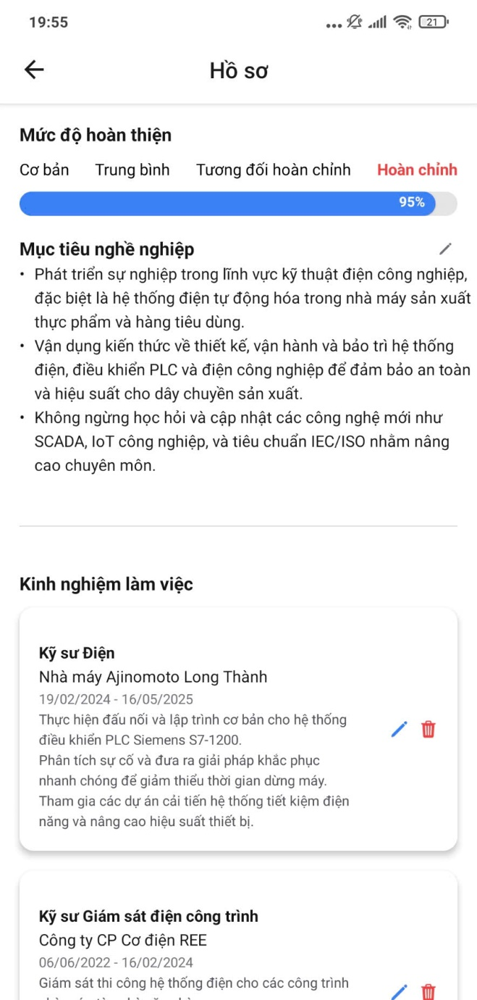 19:55
21
Hồ sơ
Mức độ hoàn thiện
Cơ bản Trung bình Tương đối hoàn chỉnh Hoàn chỉnh
95%
Mục tiêu nghề nghiệp
• Phát triển sự nghiệp trong lĩnh vực kỹ thuật điện công nghiệp,
đặc biệt là hệ thống điện tự động hóa trong nhà máy sản xuất
thực phẩm và hàng tiêu dùng.
• Vận dụng kiến thức về thiết kế, vận hành và bảo trì hệ thống
điện, điều khiển PLC và điện công nghiệp để đảm bảo an toàn
và hiệu suất cho dây chuyền sản xuất.
• Không ngừng học hỏi và cập nhật các công nghệ mới như
SCADA, IoT công nghiệp, và tiêu chuẩn IEC/ISO nhằm nâng
cao chuyên môn.
Kinh nghiệm làm việc
Kỹ sư Điện
Nhà máy Ajinomoto Long Thành
19/02/2024 - 16/05/2025
Thực hiện đấu nối và lập trình cơ bản cho hệ thống
điều khiển PLC Siemens S7-1200.
Phân tích sự cố và đưa ra giải pháp khắc phục
nhanh chóng để giảm thiểu thời gian dừng máy.
Tham gia các dự án cải tiến hệ thống tiết kiệm điện
năng và nâng cao hiệu suất thiết bị.
Kỹ sư Giám sát điện công trình
Công ty CP Cơ điện REE
06/06/2022 - 16/02/2024
Giám sát thi công hệ thống điện cho các công trình